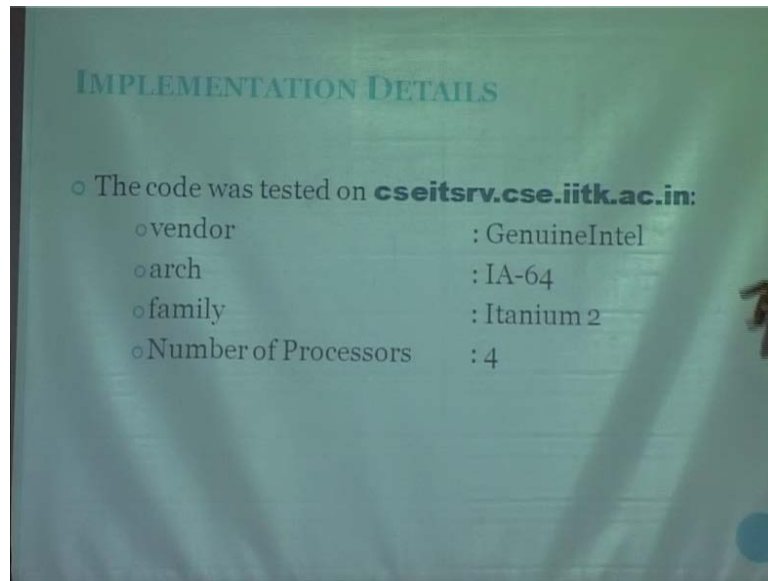 IMPLEMENTATION DETAILS
The code was tested on cseitsrv.cse.iitk.ac.in:
vendor : GenuineIntel
arch : IA-64
family : Itanium 2
Number of Processors : 4